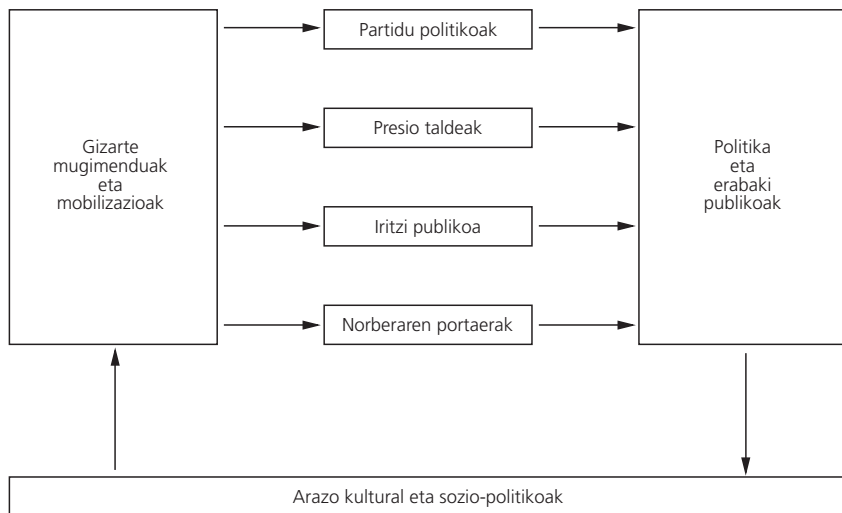 Gizarte
mugimenduak
eta
mobilizazioak
Partidu politikoak
Presio taldeak
Iritzi publikoa
Norberaren portaerak
Politika
eta
erabaki
publikoak
Arazo kultural eta sozio-politikoak